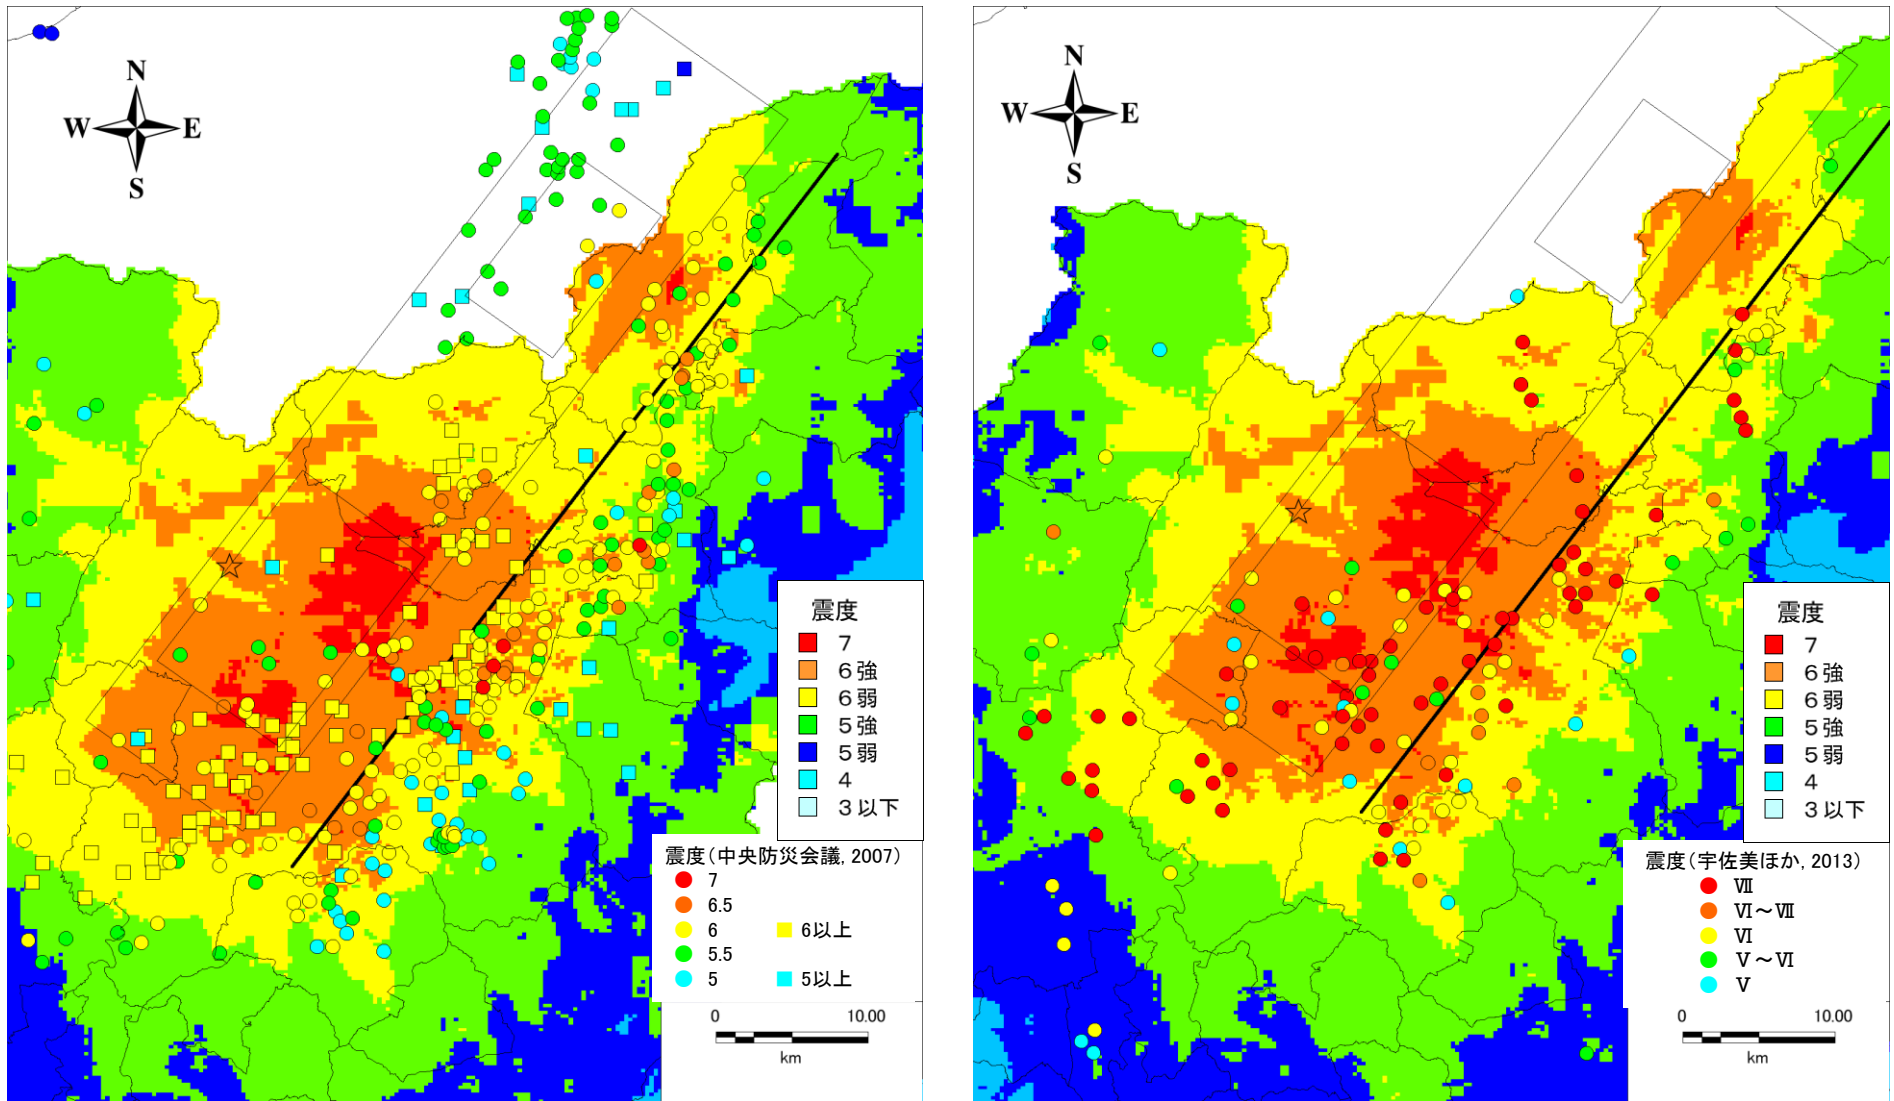 N
W E
S
震度
7
6強
6弱
5強
5弱
4
3以下
震度(中央防災会議, 2007)
7
6.5
6 6以上
5.5
5 5以上
0 10.00
km
N
W E
S
震度
7
6強
6弱
5強
5弱
4
3以下
震度(宇佐美ほか, 2013)
Ⅶ
Ⅵ～Ⅶ
Ⅵ
Ⅴ～Ⅵ
Ⅴ
0 10.00
km